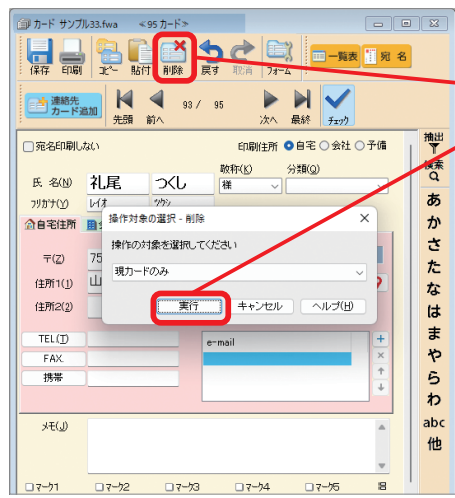 カード サンプル33.fwa ≪95 カード≫
保存 印刷 コピー 貼付 削除 戻す 取消 フォーム 一覧表 宛 名
連絡先
カード追加
先頭 前へ 93 / 95 次へ 最終 チェック
抽出
検索
宛名印刷しない 印刷住所 自宅 会社 予備
敬称(K) 分類(Q)
氏 名(N) 礼尾 つくし 様
フリガナ(Y) レイオ ツクシ
自宅住所
操作対象の選択 - 削除
操作の対象を選択してください
〒(Z) 75
現カードのみ
住所1(1) 山
住所2(2)
実行 キャンセル ヘルプ(H)
TEL(T) e-mail
FAX.
携帯
メモ(J)
マーク1 マーク2 マーク3 マーク4 マーク5
あ
か
さ
た
な
は
ま
や
ら
わ
abc
他